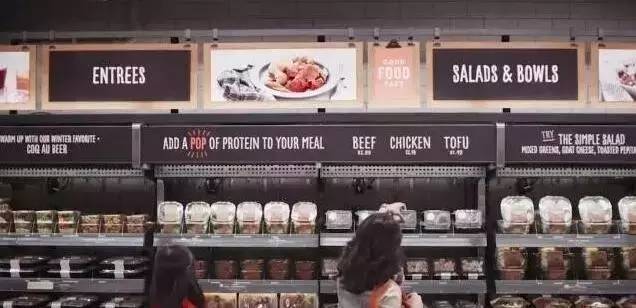 ENTREES
GOOD
FOOD
FAST
SALADS & BOWLS
WARM UP WITH OUR WINTER FAVORITE -
COQ AU BEER
ADD A POP OF PROTEIN TO YOUR MEAL
BEEF CHICKEN TOFU
TRY THE SIMPLE SALAD
MIXED GREENS, GOAT CHEESE, TOASTED